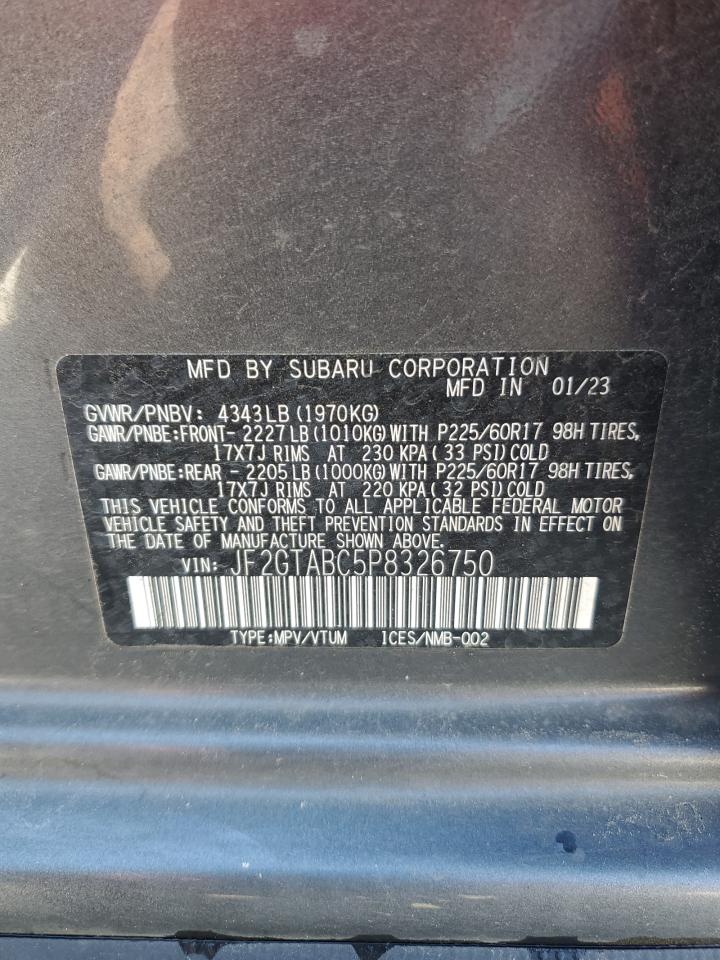 MFD BY SUBARU CORPORATION
MFD IN 01/23
GVWR/PNBV: 4343LB(1970KG)
GAWR/PNBE:FRONT- 2227LB(1010KG)WITH P225/60R17 98H TIRES,
17X7J RIMS AT 230 KPA(33 PSI)COLD
GAWR/PNBE:REAR - 2205LB(1000KG)WITH P225/60R17 98H TIRES,
17X7J RIMS AT 220 KPA(32 PSI)COLD
THIS VEHICLE CONFORMS TO ALL APPLICABLE FEDERAL MOTOR
VEHICLE SAFETY AND THEFT PREVENTION STANDARDS IN EFFECT ON
THE DATE OF MANUFACTURE SHOWN ABOVE.
VIN: JF2GTABC5P8326750
TYPE:MPV/VTUM ICES/NMB-002